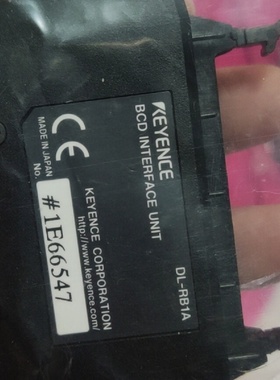 KEYENCE
BCD INTERFACE UNIT
DL-RB1A
CE
MADE IN JAPAN
KEYENCE CORPORATION
http://www.keyence.com/
No. #1E66547